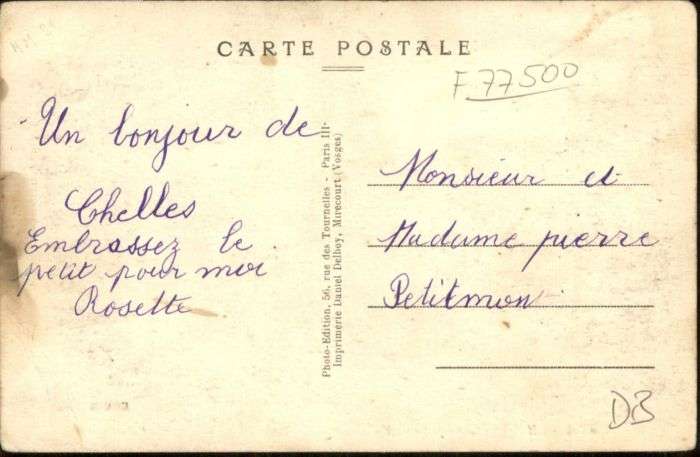 CARTE POSTALE
F 77500
Un bonjour de
Chelles
Embrassez le
petit pour moi
Rosette
Photo-Edition, 56, rue des Tournelles - Paris III·
Imprimerie Daniel Delboy, Mirecourt (Vosges)
Monsieur et
Madame pierre
Petitmon
DB